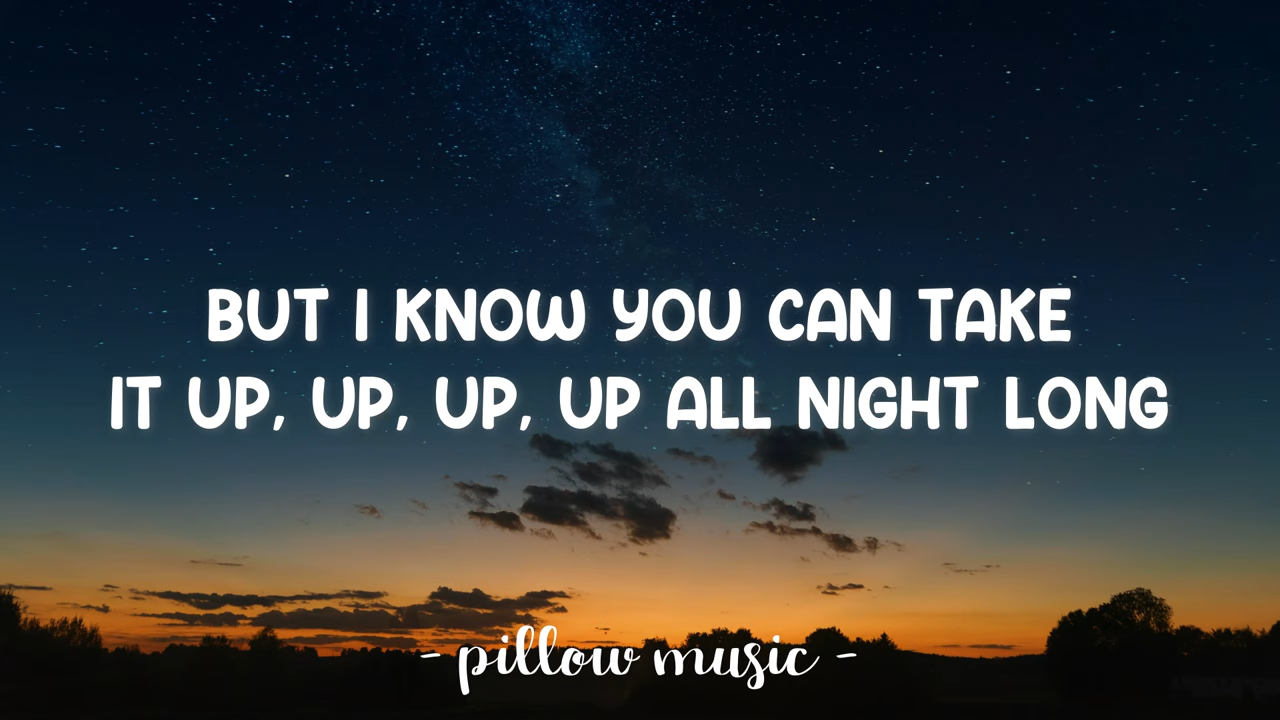 BUT I KNOW YOU CAN TAKE
IT UP, UP, UP, UP ALL NIGHT LONG
- pillow music -